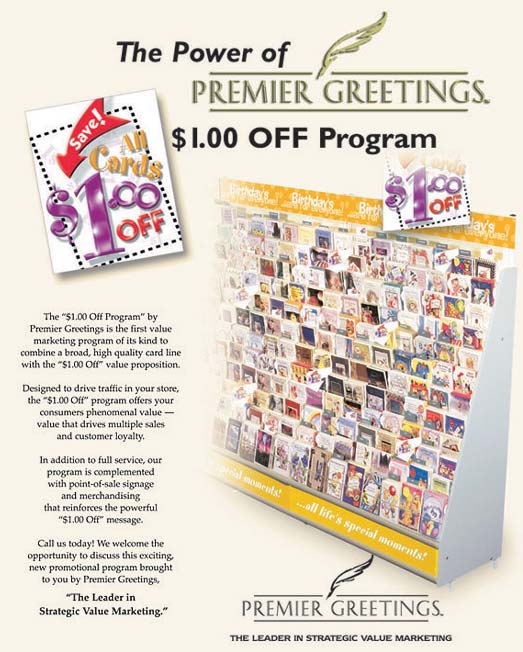 The Power of
PREMIER GREETINGS.
$1.00 OFF Program
Save!
All
Cards
$1.00
OFF
Cards
$1.00
OFF
Birthday's
are for everyone!
The "$1.00 Off Program" by
Premier Greetings is the first value
marketing program of its kind to
combine a broad, high quality card line
with the "$1.00 Off" value proposition.
Designed to drive traffic in your store,
the "$1.00 Off" program offers your
consumers phenomenal value —
value that drives multiple sales
and customer loyalty.
In addition to full service, our
program is complemented
with point-of-sale signage
and merchandising
that reinforces the powerful
"$1.00 Off" message.
Call us today! We welcome the
opportunity to discuss this exciting,
new promotional program brought
to you by Premier Greetings,
"The Leader in
Strategic Value Marketing."
special moments!
...all life's special moments!
PREMIER GREETINGS.
THE LEADER IN STRATEGIC VALUE MARKETING